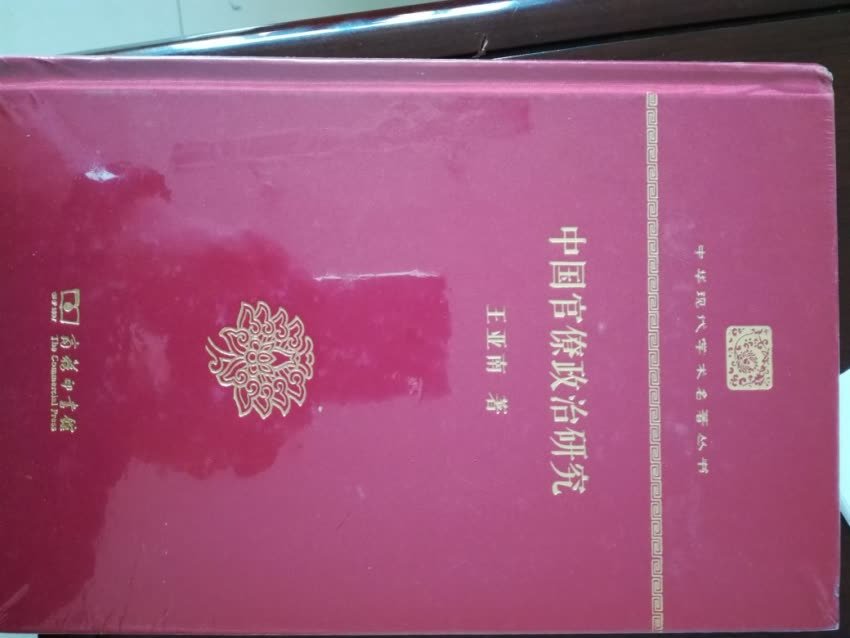 中华现代学术名著丛书
中国官僚政治研究
王亚南 著
商务印书馆
The Commercial Press